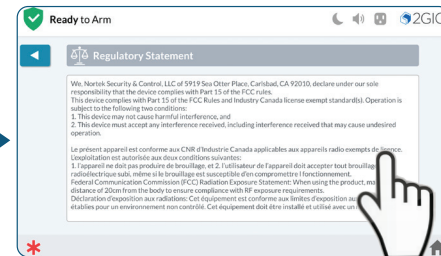 Ready to Arm
2GIG
Regulatory Statement
We, Nortek Security & Control, LLC of 5919 Sea Otter Place, Carlsbad, CA 92010, declare under our sole
responsibility that the device complies with Part 15 of the FCC rules.
This device complies with Part 15 of the FCC Rules and Industry Canada license exempt standard(s). Operation is
subject to the following two conditions:
1. This device may not cause harmful interference, and
2. This device must accept any interference received, including interference received that may cause undesired
operation.
Le présent appareil est conforme aux CNR d'Industrie Canada applicables aux appareils radio exempts de licence.
L'exploitation est autorisée aux deux conditions suivantes:
1. l'appareil ne doit pas produire de brouillage, et 2. l'utilisateur de l'appareil doit accepter tout brouillage
radioélectrique subi, même si le brouillage est susceptible d'en compromettre l fonctionnement.
Federal Communication Commission (FCC) Radiation Exposure Statement: When using the product,
distance of 20cm from the body to ensure compliance with RF exposure requirements.
Déclaration d'exposition aux radiations: Cet équipement est conforme aux limites d'exposition
établies pour un environnement non contrôlé. Cet équipement doit être installé et utilisé avec un